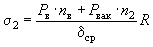 σ₂ = (Pв · nв + Pвак · n₂) / δср R